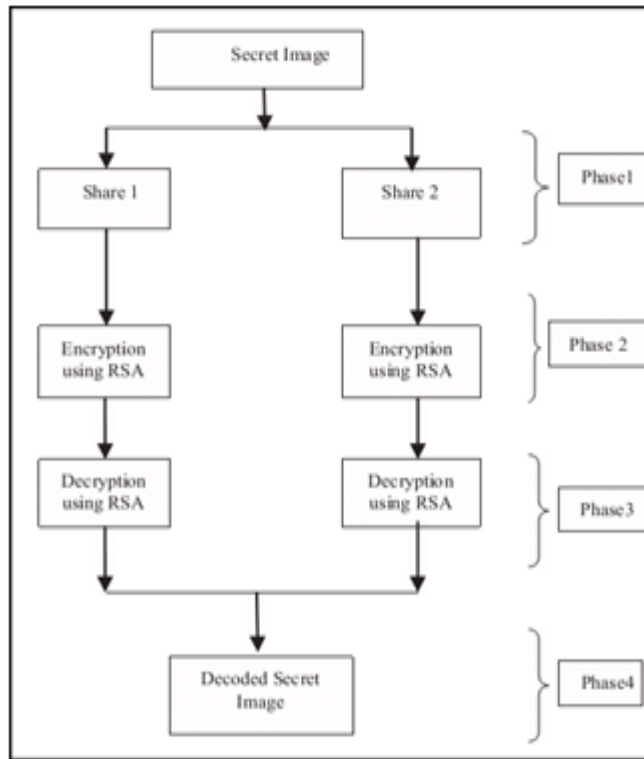 Secret Image
Share 1
Share 2
Phase1
Encryption
using RSA
Encryption
using RSA
Phase 2
Decryption
using RSA
Decryption
using RSA
Phase3
Decoded Secret
Image
Phase4